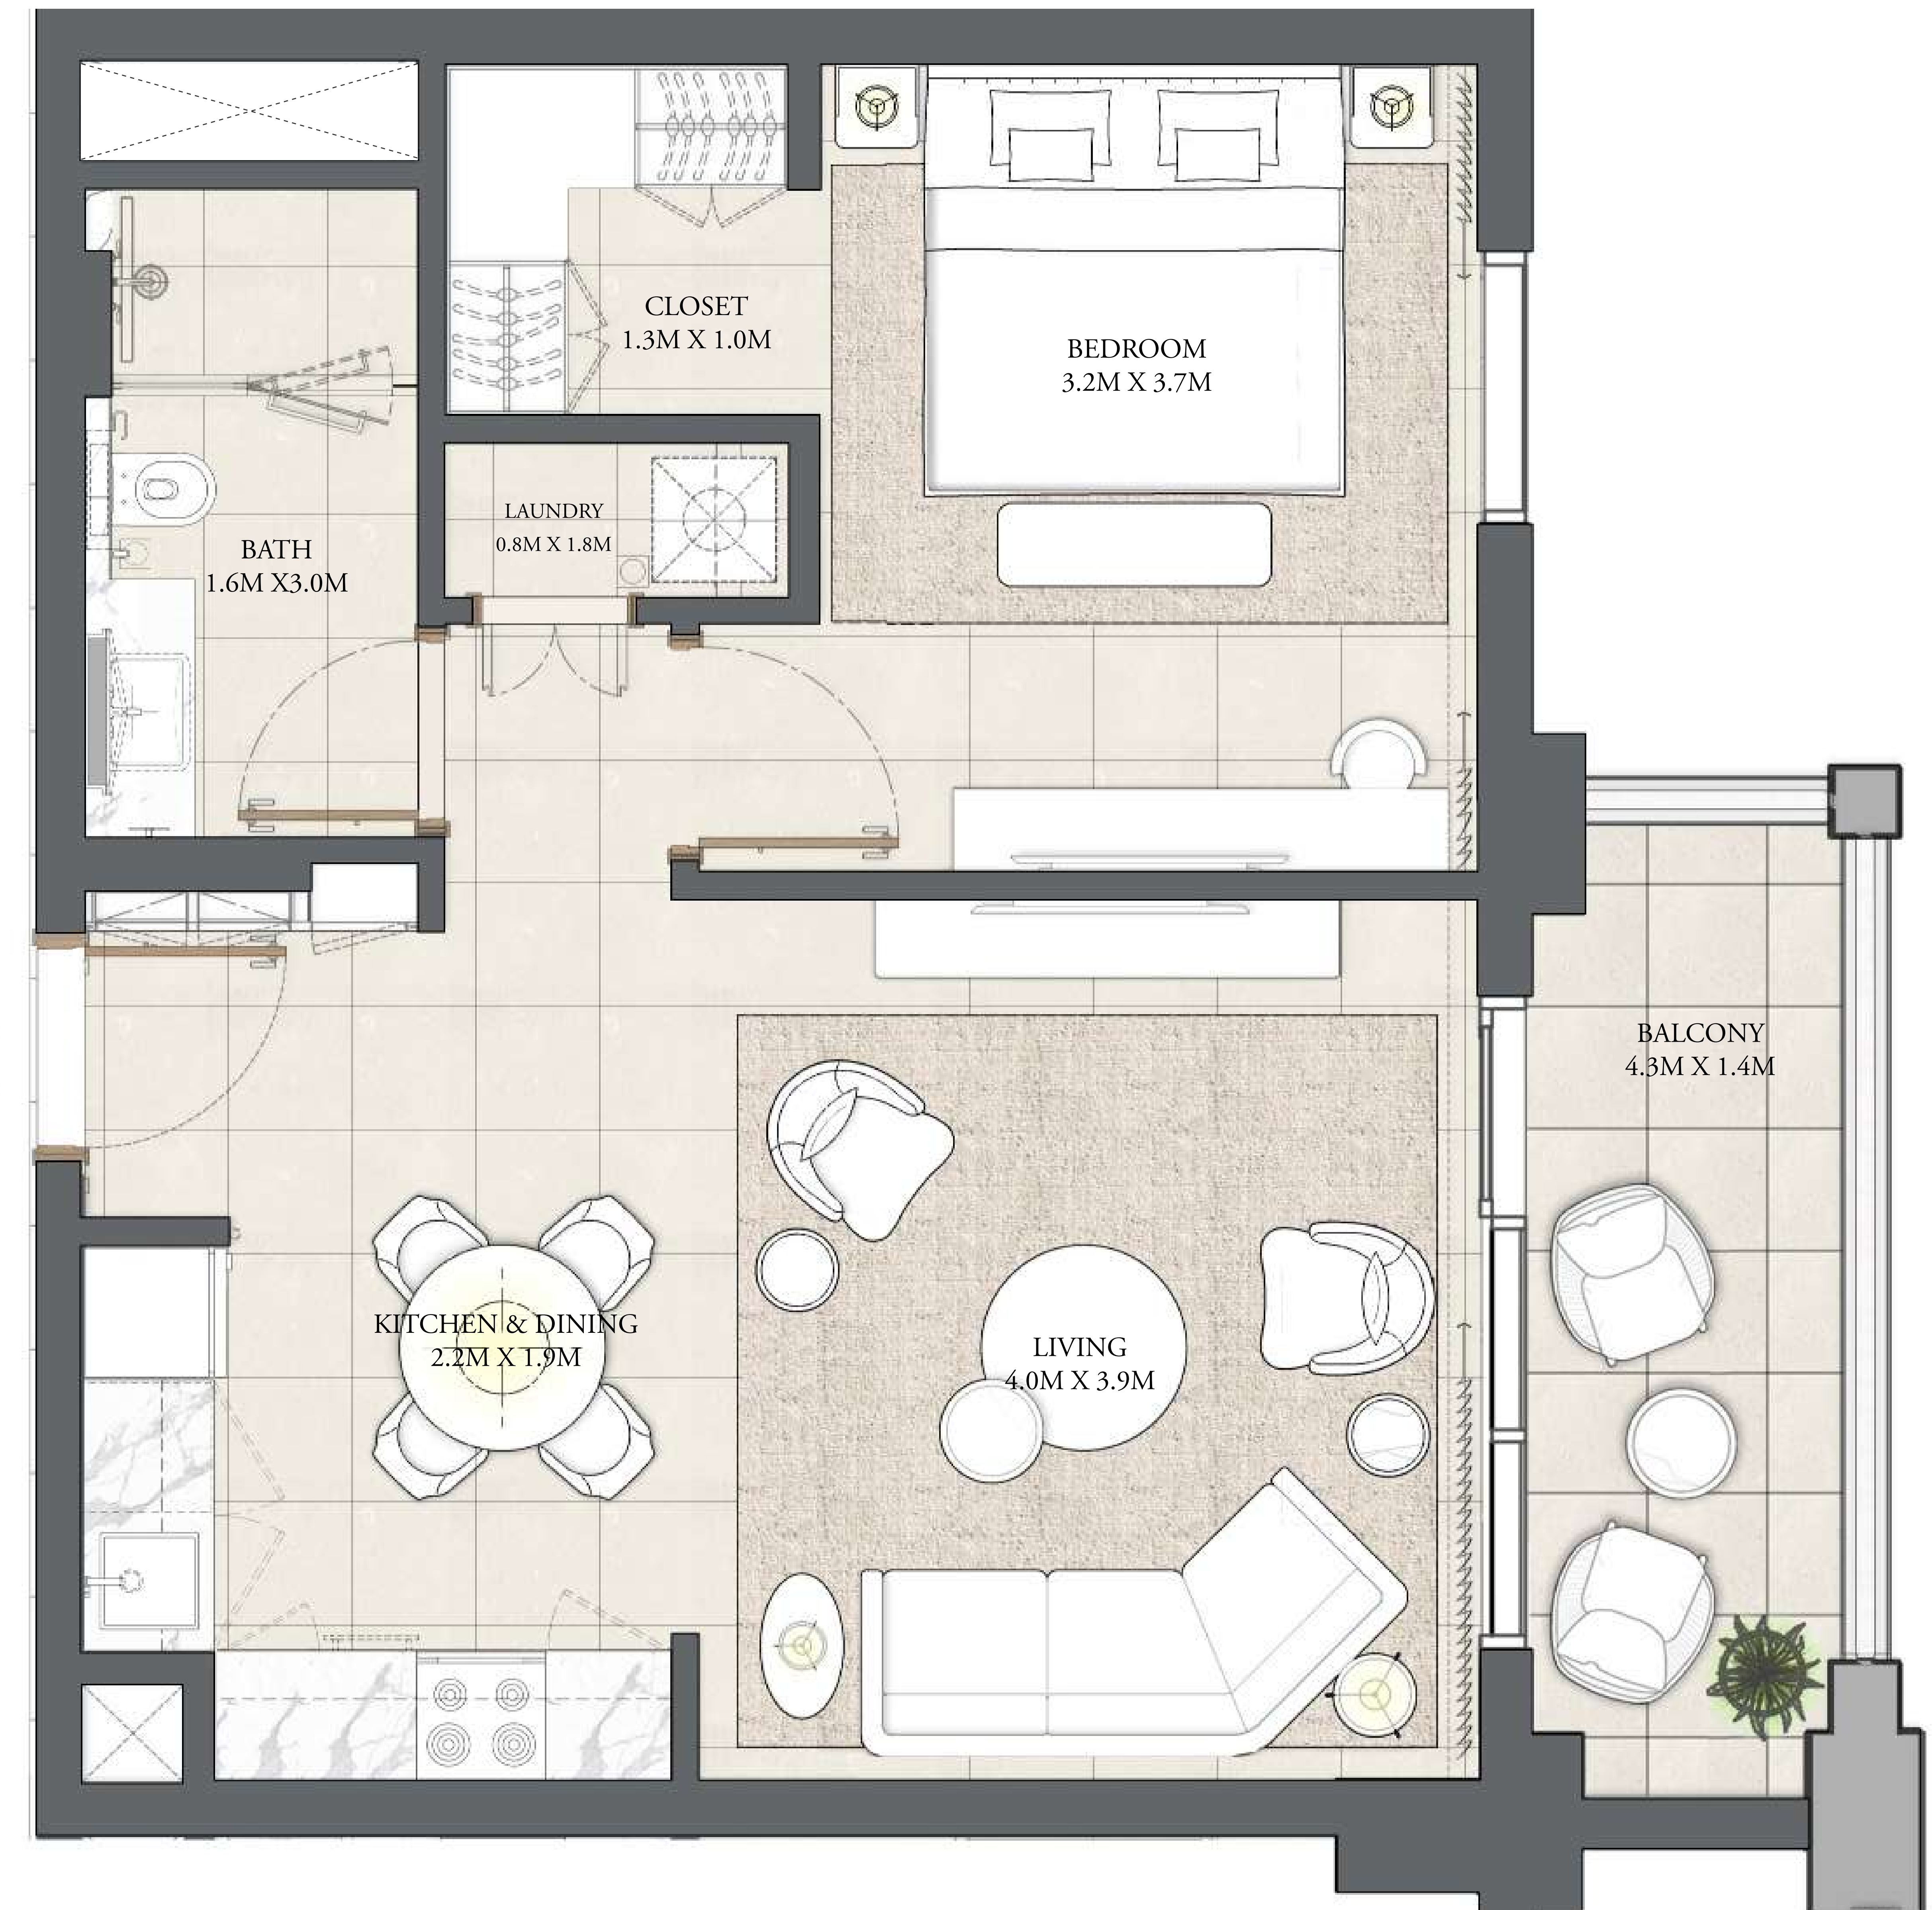 CLOSET
1.3M X 1.0M
BEDROOM
3.2M X 3.7M
LAUNDRY
0.8M X 1.8M
BATH
1.6M X3.0M
BALCONY
4.3M X 1.4M
KITCHEN & DINING
2.2M X 1.9M
LIVING
4.0M X 3.9M